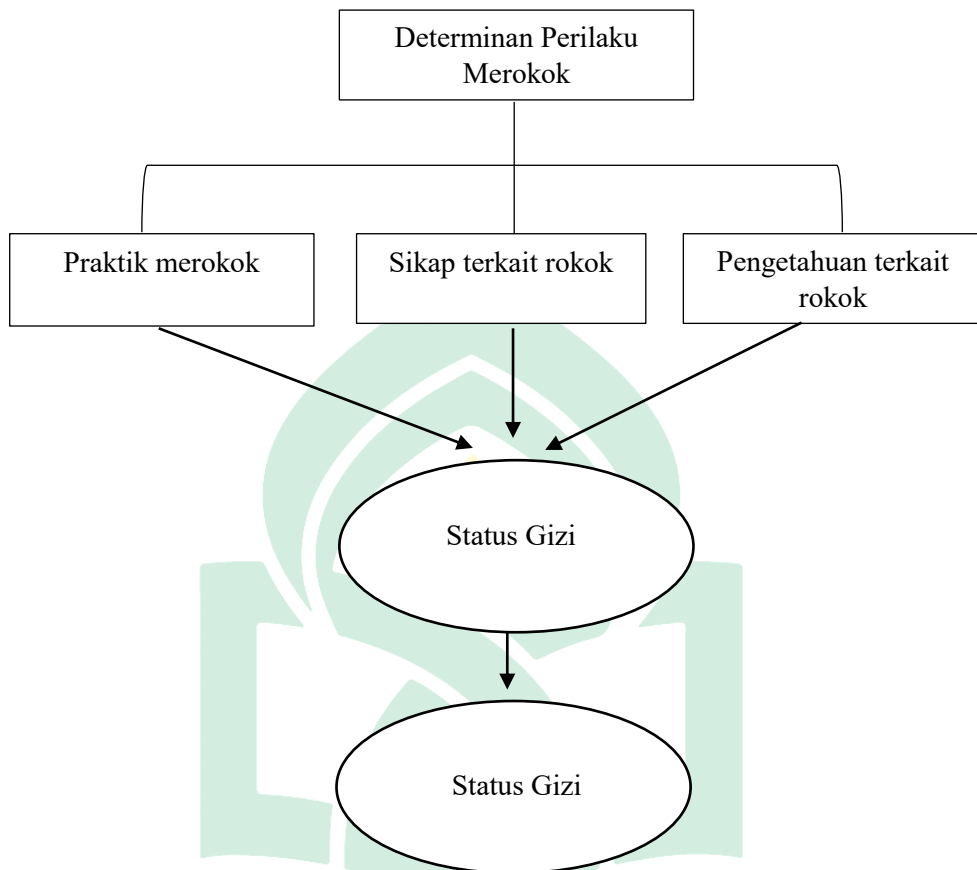 Determinan Perilaku
Merokok
Praktik merokok
Sikap terkait rokok
Pengetahuan terkait
rokok
Status Gizi
Status Gizi